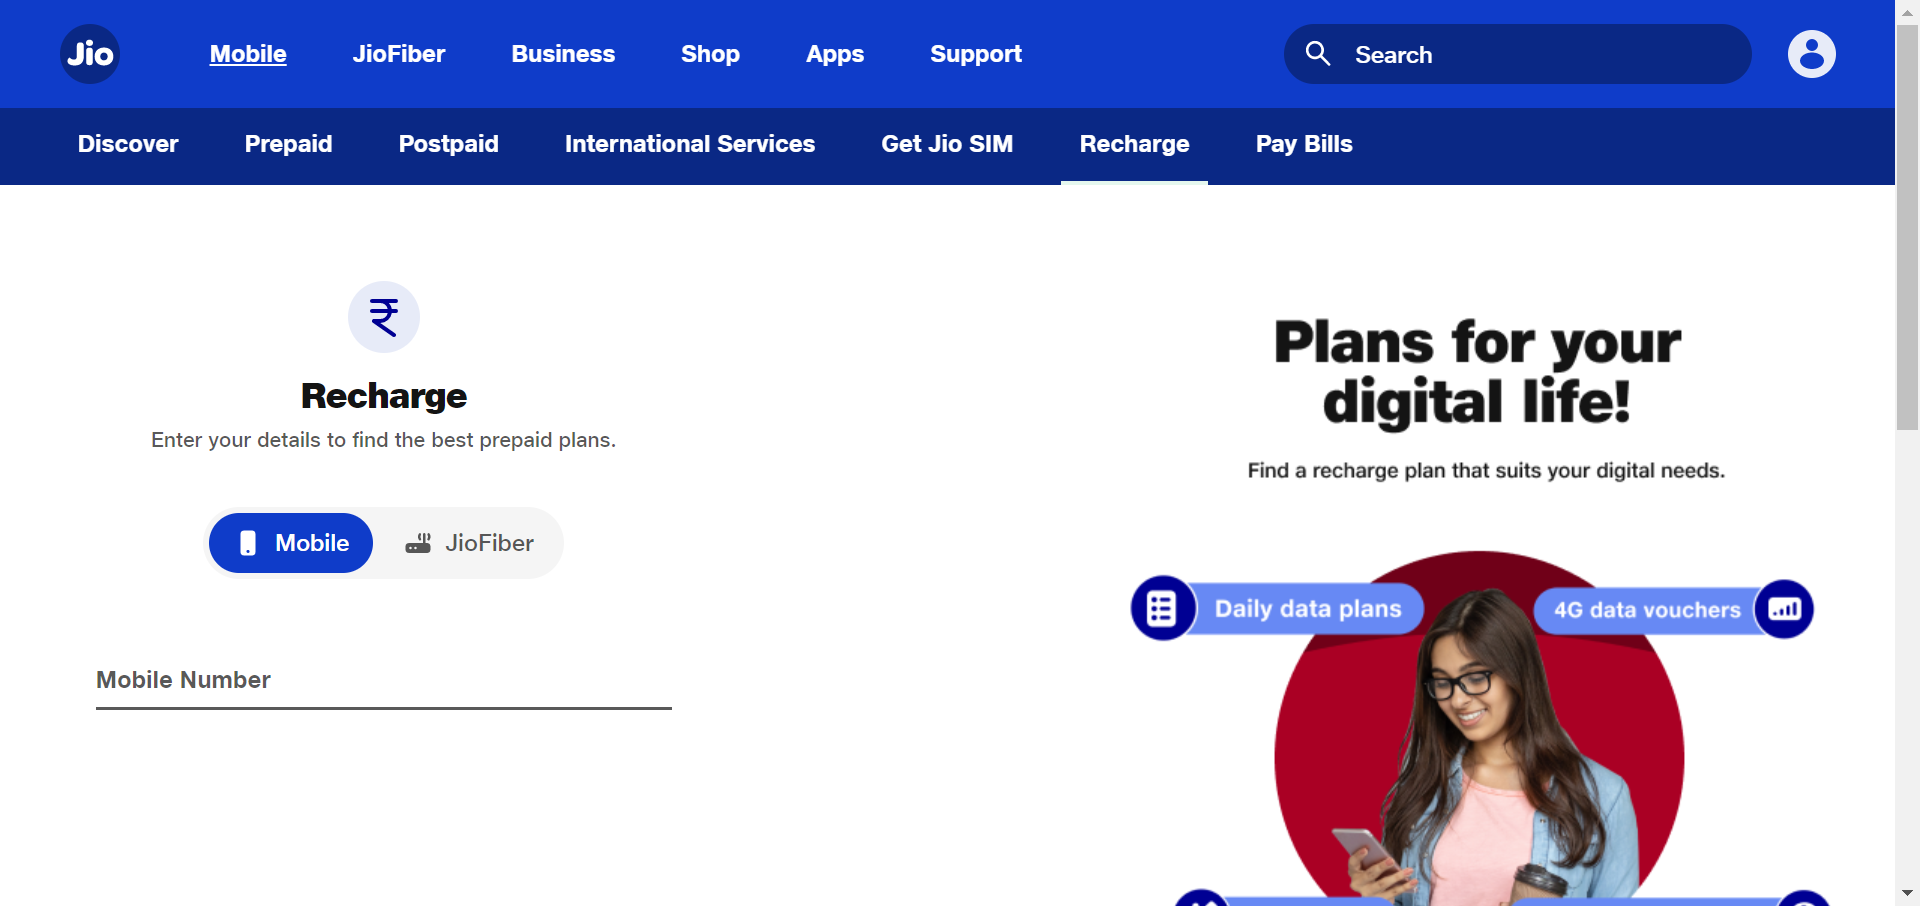 Jio
Mobile
JioFiber
Business
Shop
Apps
Support
Search
Discover
Prepaid
Postpaid
International Services
Get Jio SIM
Recharge
Pay Bills
₹
Recharge
Enter your details to find the best prepaid plans.
Mobile
JioFiber
Mobile Number
Plans for your
digital life!
Find a recharge plan that suits your digital needs.
Daily data plans
4G data vouchers